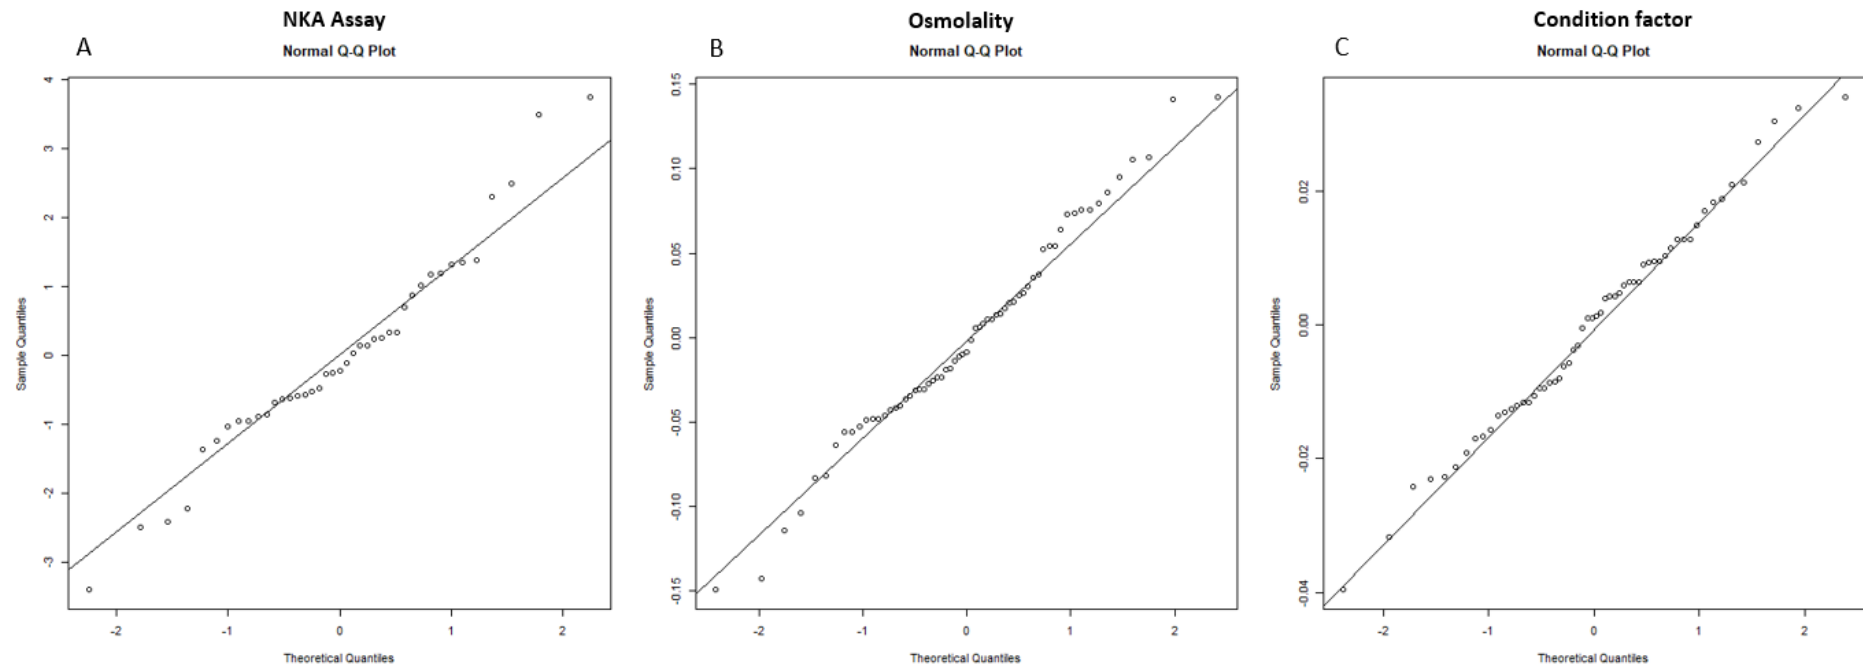 NKA Assay
A
Normal Q-Q Plot
Sample Quantiles
4
3
2
1
0
-1
-2
-3
-2
-1
0
1
2
Theoretical Quantiles
Osmolality
B
Normal Q-Q Plot
Sample Quantiles
0.15
0.10
0.05
0.00
-0.05
-0.10
-0.15
-2
-1
0
1
2
Theoretical Quantiles
Condition factor
C
Normal Q-Q Plot
Sample Quantiles
0.02
0.00
-0.02
-0.04
-2
-1
0
1
2
Theoretical Quantiles